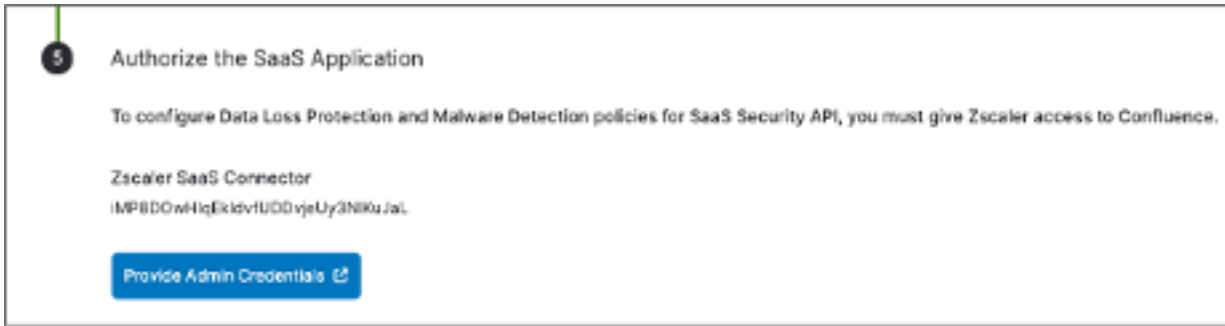 5
Authorize the SaaS Application
To configure Data Loss Protection and Malware Detection policies for SaaS Security API, you must give Zscaler access to Confluence.
Zscaler SaaS Connector
Provide Admin Credentials